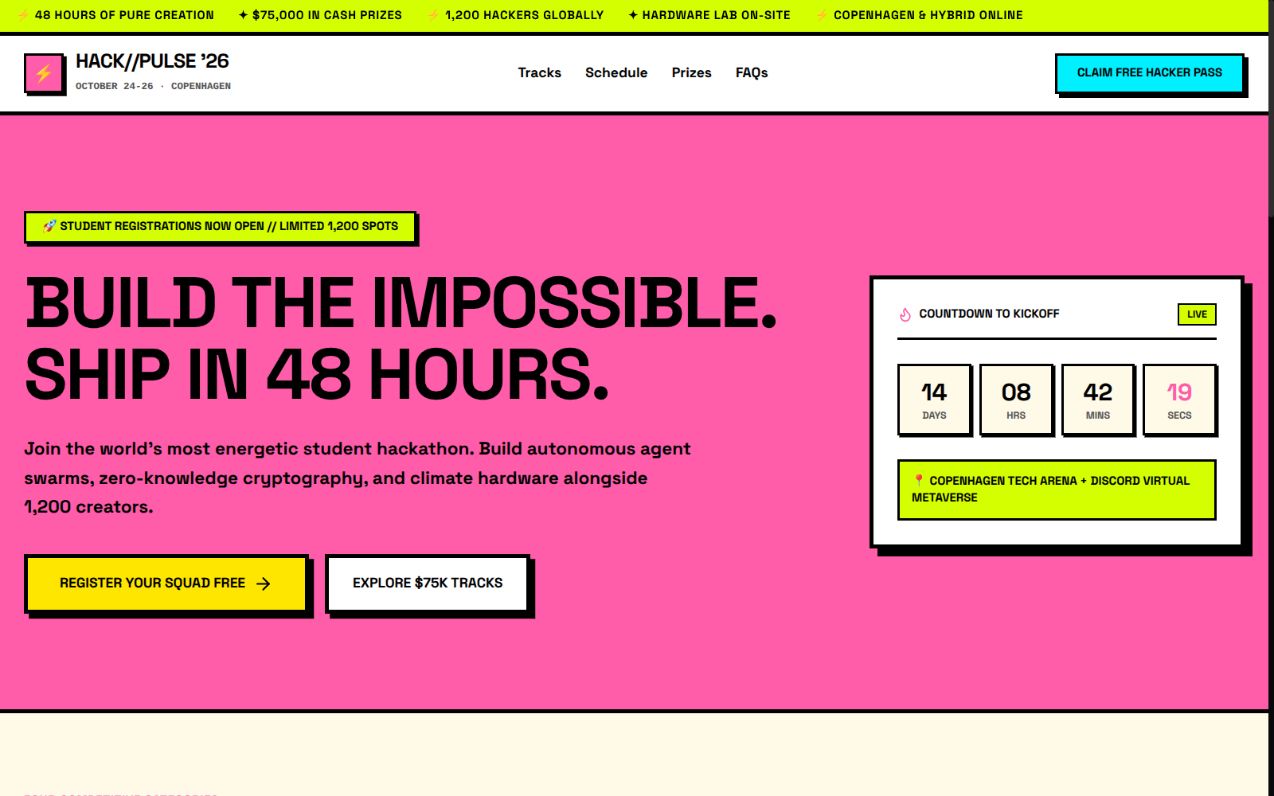 ⚡ 48 HOURS OF PURE CREATION ✦ $75,000 IN CASH PRIZES ⚡ 1,200 HACKERS GLOBALLY ✦ HARDWARE LAB ON-SITE ⚡ COPENHAGEN & HYBRID ONLINE
HACK//PULSE ’26
OCTOBER 24-26 · COPENHAGEN
Tracks Schedule Prizes FAQs
CLAIM FREE HACKER PASS
🚀 STUDENT REGISTRATIONS NOW OPEN // LIMITED 1,200 SPOTS
BUILD THE IMPOSSIBLE.
SHIP IN 48 HOURS.
Join the world’s most energetic student hackathon. Build autonomous agent
swarms, zero-knowledge cryptography, and climate hardware alongside
1,200 creators.
REGISTER YOUR SQUAD FREE →
EXPLORE $75K TRACKS
COUNTDOWN TO KICKOFF
LIVE
14 08 42 19
DAYS HRS MINS SECS
📍 COPENHAGEN TECH ARENA + DISCORD VIRTUAL
METAVERSE